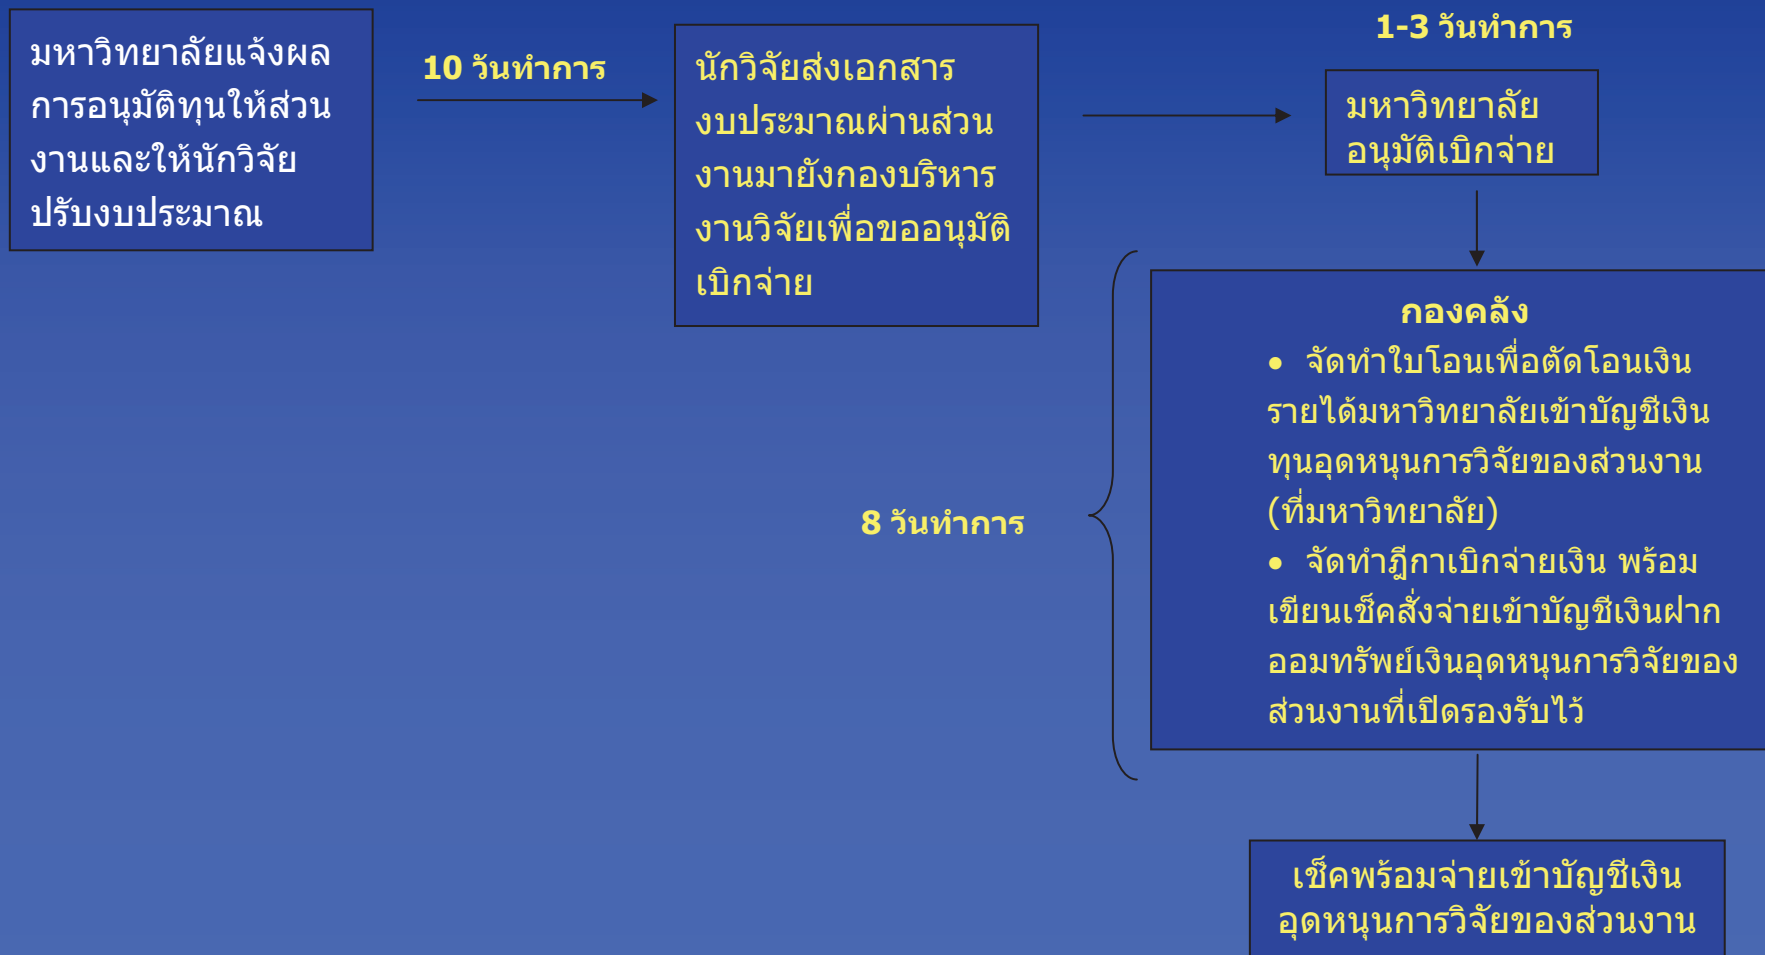 มหาวิทยาลัยแจ้งผล
การอนุมัติทุนให้ส่วน
งานและให้นักวิจัย
ปรับงบประมาณ
10 วันทำการ
นักวิจัยส่งเอกสาร
งบประมาณผ่านส่วน
งานมายังกองบริหาร
งานวิจัยเพื่อขออนุมัติ
เบิกจ่าย
1-3 วันทำการ
มหาวิทยาลัย
อนุมัติเบิกจ่าย
8 วันทำการ
กองคลัง
• จัดทำใบโอนเพื่อตัดโอนเงิน
รายได้มหาวิทยาลัยเข้าบัญชีเงิน
ทุนอุดหนุนการวิจัยของส่วนงาน
(ที่มหาวิทยาลัย)
• จัดทำฎีกาเบิกจ่ายเงิน พร้อม
เขียนเช็คสั่งจ่ายเข้าบัญชีเงินฝาก
ออมทรัพย์เงินอุดหนุนการวิจัยของ
ส่วนงานที่เปิดรองรับไว้
เช็คพร้อมจ่ายเข้าบัญชีเงิน
อุดหนุนการวิจัยของส่วนงาน